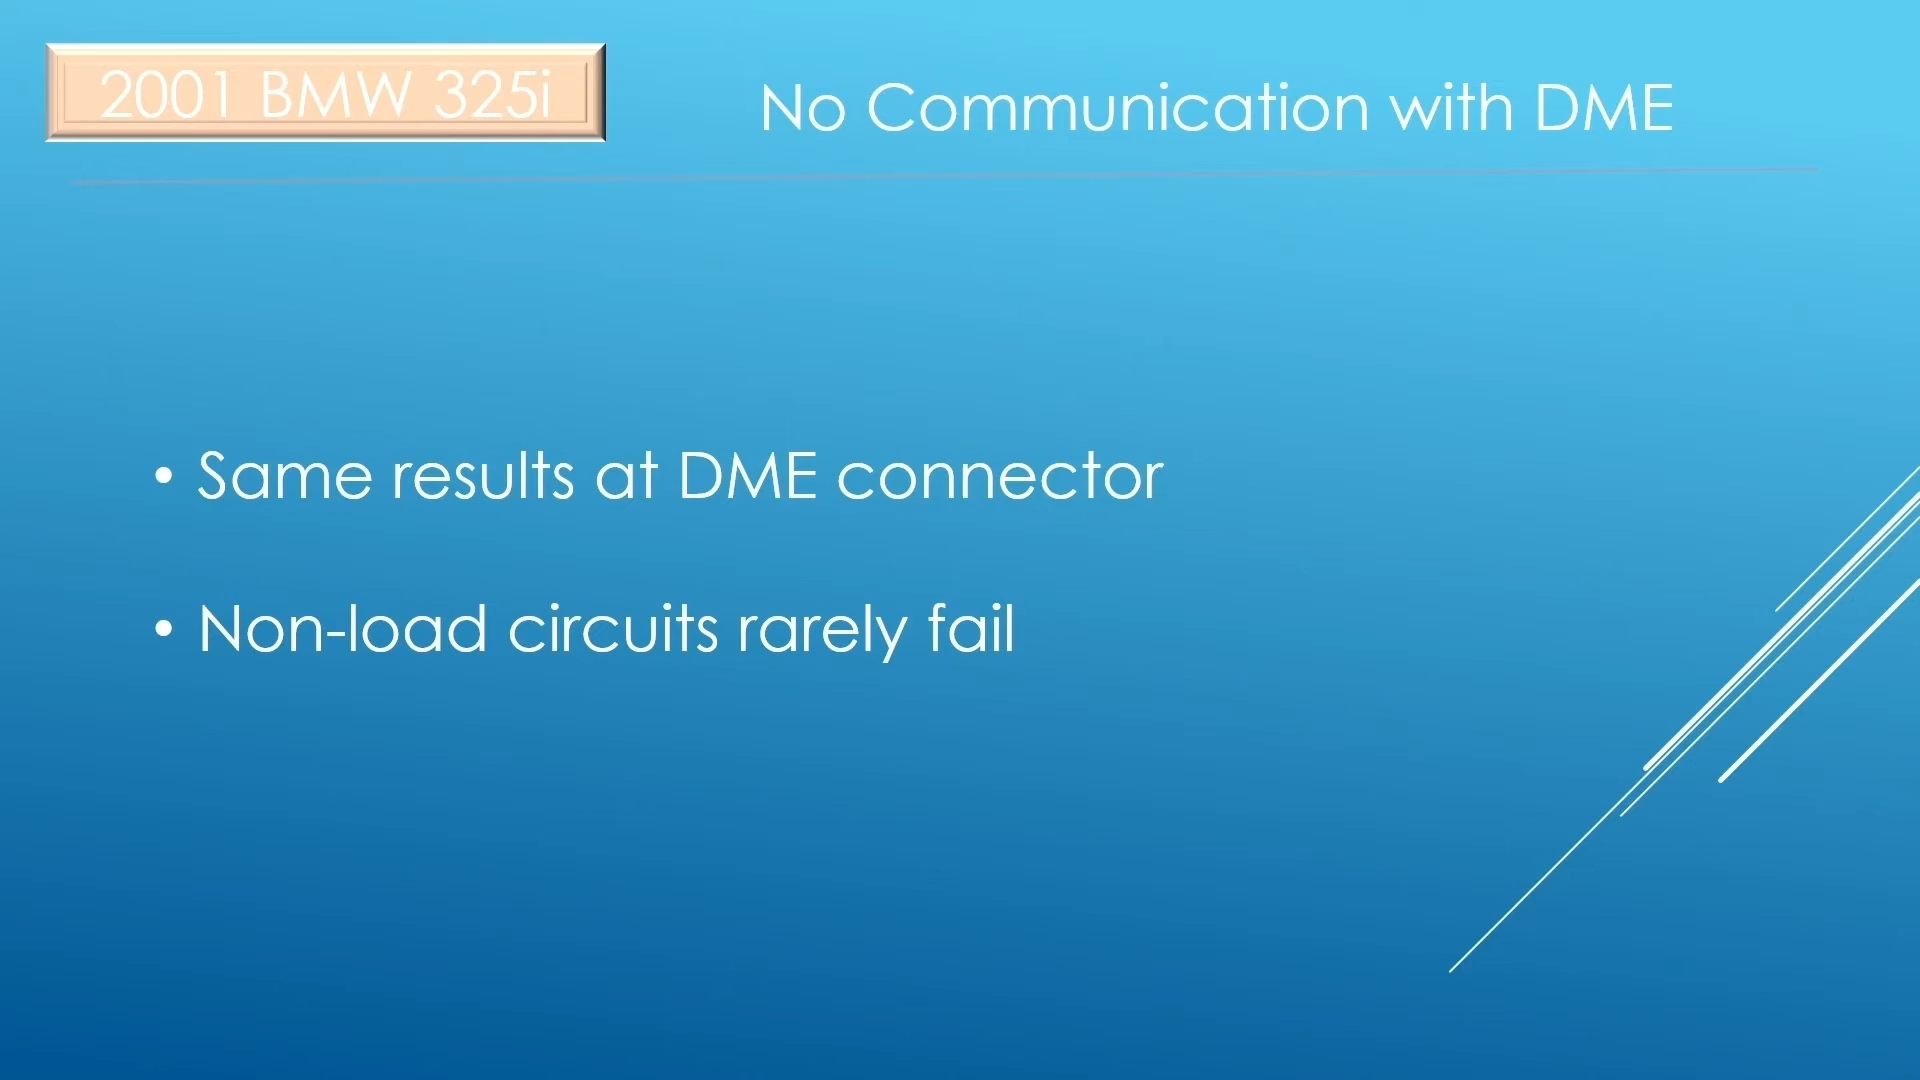 2001 BMW 325i
No Communication with DME
• Same results at DME connector
• Non-load circuits rarely fail